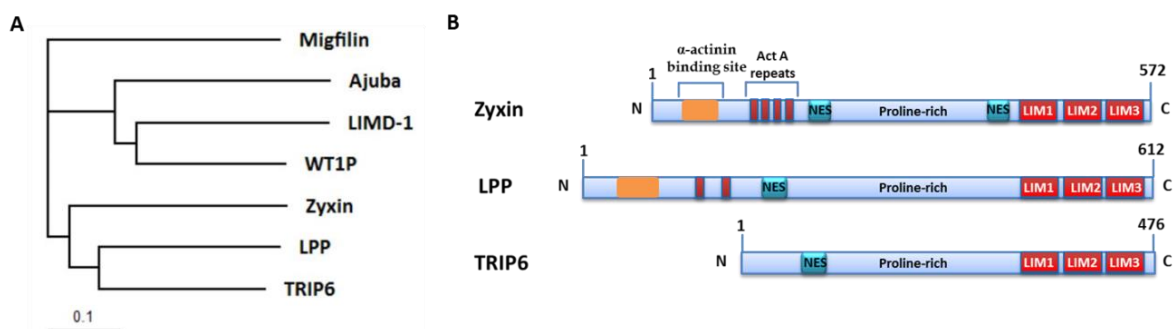 A
Migfilin
Ajuba
LIMD-1
WT1P
Zyxin
LPP
TRIP6
0.1
B
α-actinin
binding site
Act A
repeats
1
572
Zyxin
N
NES
Proline-rich
NES
LIM1
LIM2
LIM3
C
1
612
LPP
N
NES
Proline-rich
LIM1
LIM2
LIM3
C
1
476
TRIP6
N
NES
Proline-rich
LIM1
LIM2
LIM3
C